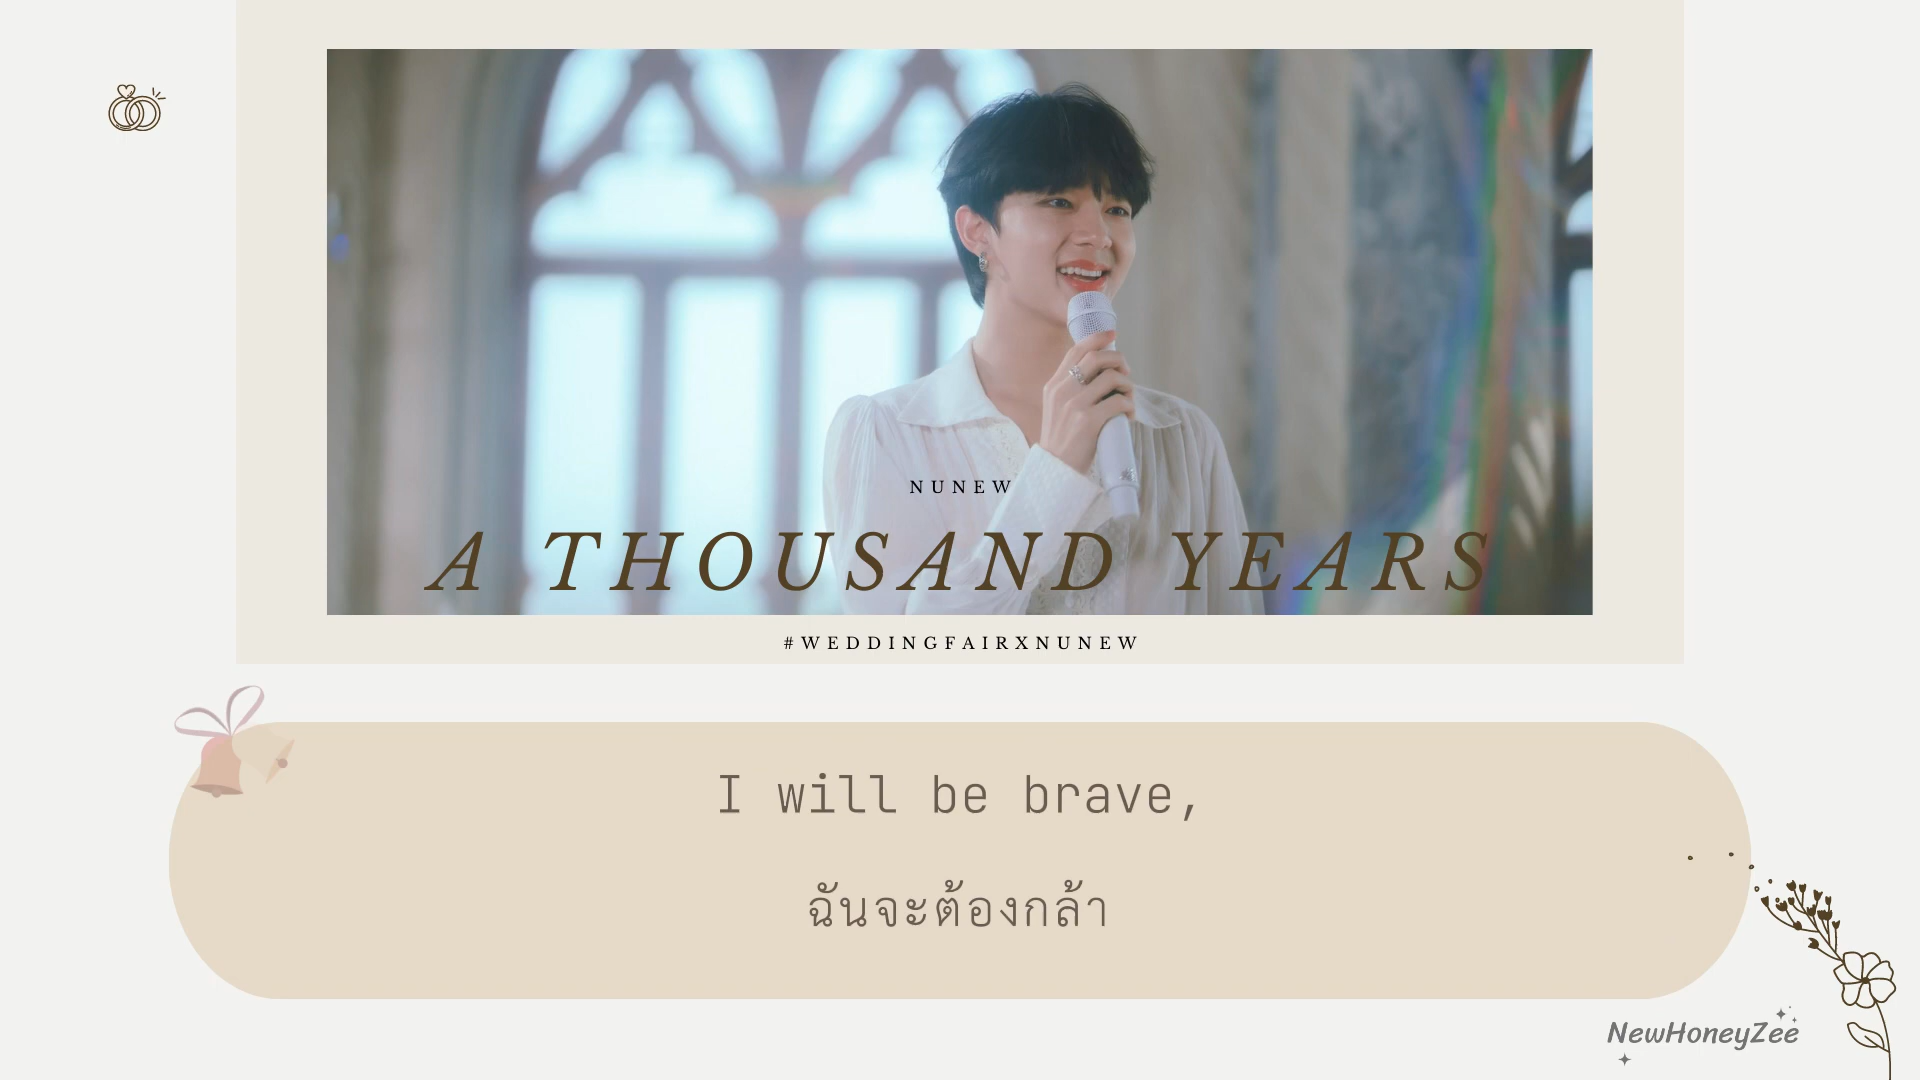 NUNEW
A THOUSAND YEARS
#WEDDINGFAIRXNUNEW
I will be brave,
ฉันจะต้องกล้า
NewHoneyZee